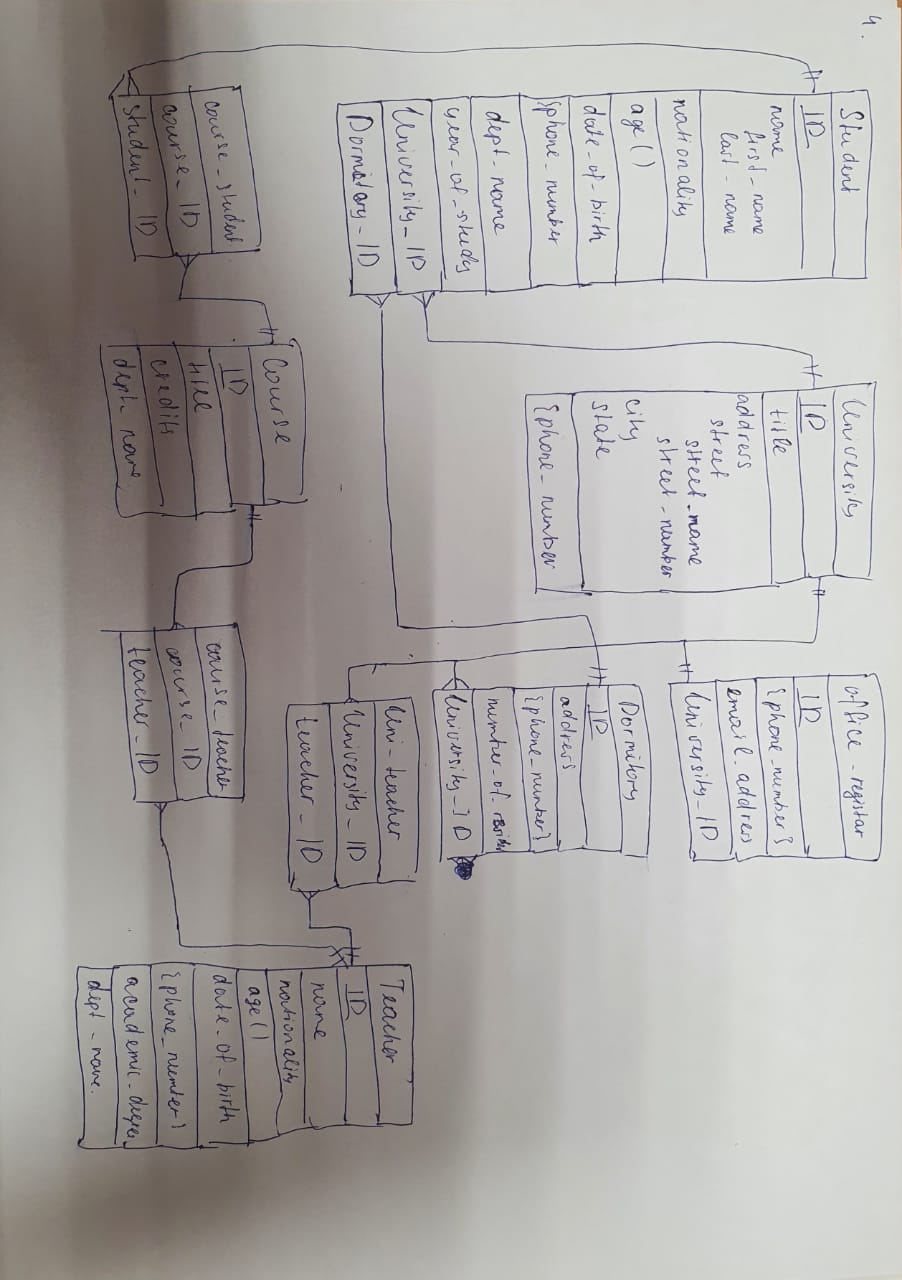 4.
Student
ID
name
first_name
last_name
nationality
age()
date_of_birth
{phone_number
dept_name
year_of_study
University_ID
Dormitory_ID
University
ID
title
address
street
street_name
street_number
city
state
{phone_number
office_registar
ID
{phone_number}
email_address
University_ID
Dormitory
ID
address
{phone_number}
number_of_
University_ID
Uni_teacher
University_ID
teacher_ID
Teacher
ID
name
nationality
age()
date_of_birth
{phone_number}
academic_degree
dept_name.
course_student
course_ID
student_ID
Course
ID
title
credits
dept_name
course_teacher
course_ID
teacher_ID